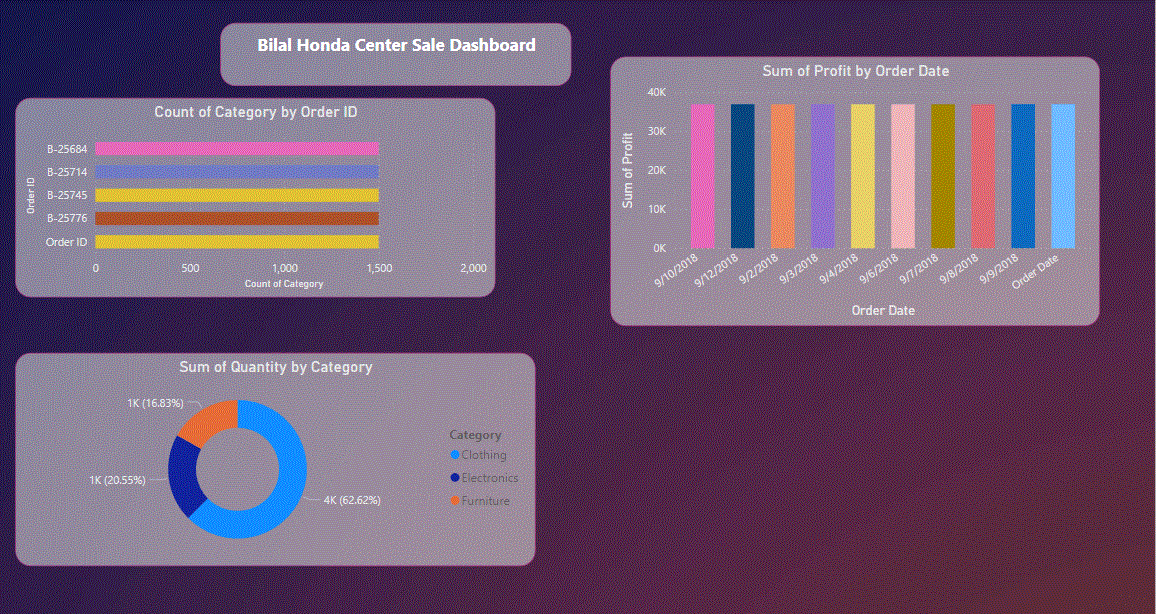 Bilal Honda Center Sale Dashboard
Count of Category by Order ID
Order ID
B-25684
B-25714
B-25745
B-25776
Order ID
0 500 1,000 1,500 2,000
Count of Category
Sum of Profit by Order Date
Sum of Profit
40K
30K
20K
10K
0K
9/10/2018 9/12/2018 9/2/2018 9/3/2018 9/4/2018 9/6/2018 9/7/2018 9/8/2018 9/9/2018 Order Date
Order Date
Sum of Quantity by Category
1K (16.83%)
1K (20.55%)
4K (62.62%)
Category
Clothing
Electronics
Furniture